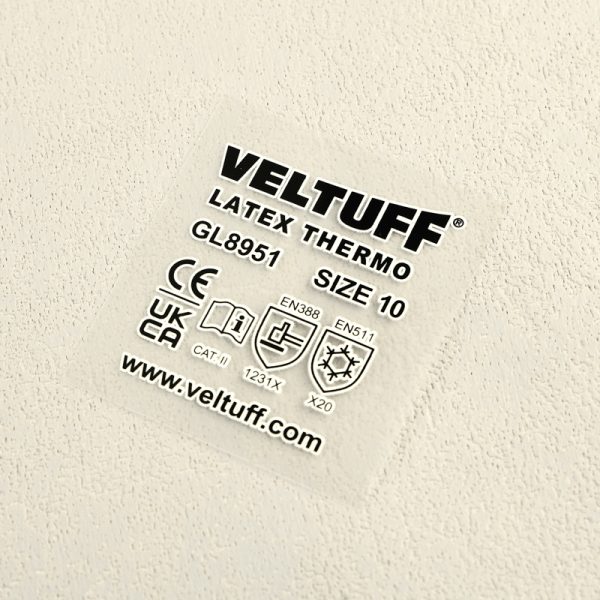 VELTUFF®
LATEX THERMO
GL8951 SIZE 10
CE
UK CA
EN388
EN511
CAT. II
1231X
X20
www.veltuff.com